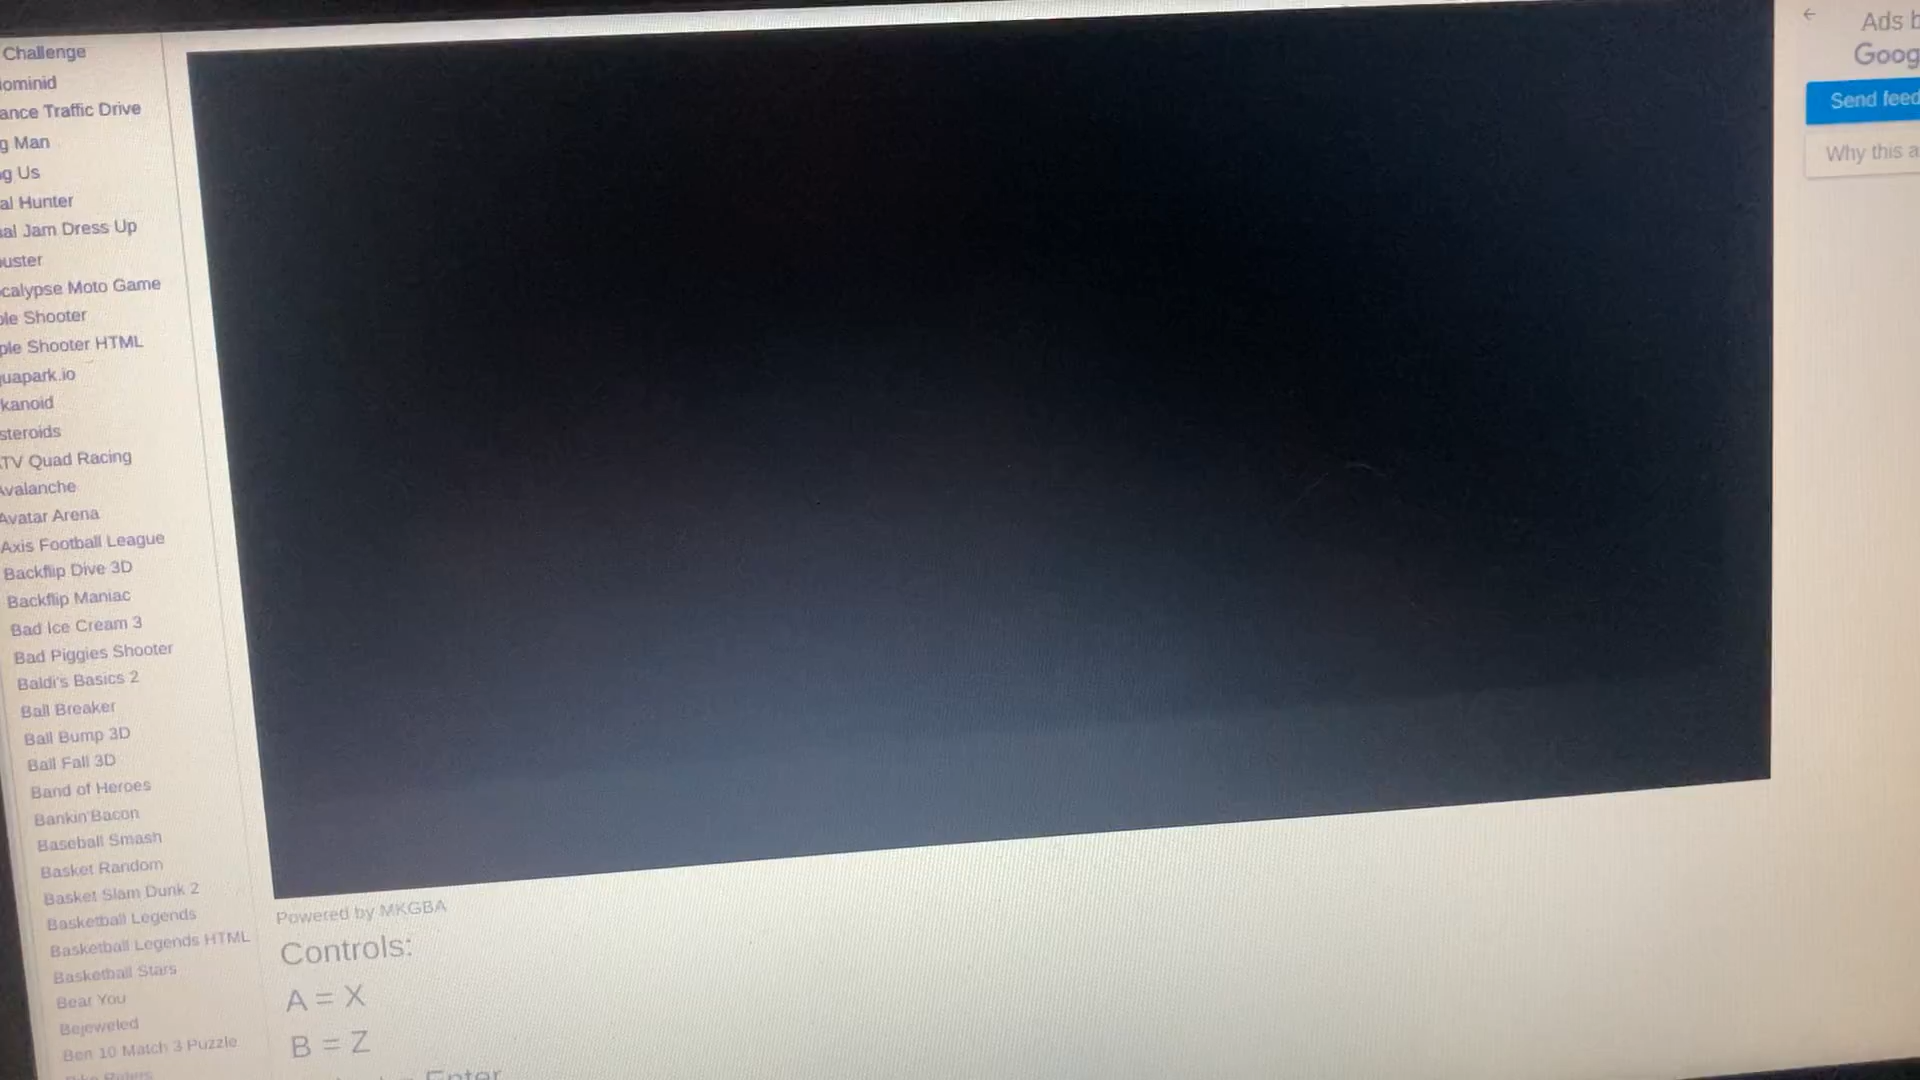 Challenge
ominid
ance Traffic Drive
g Man
g Us
al Hunter
al Jam Dress Up
uster
calypse Moto Game
ple Shooter
ple Shooter HTML
uapark.io
kanoid
steroids
TV Quad Racing
Avalanche
Avatar Arena
Axis Football League
Backflip Dive 3D
Backflip Maniac
Bad Ice Cream 3
Bad Piggies Shooter
Baldi's Basics 2
Ball Breaker
Ball Bump 3D
Ball Fall 3D
Band of Heroes
Bankin'Bacon
Baseball Smash
Basket Random
Basket Slam Dunk 2
Basketball Legends
Basketball Legends HTML
Basketball Stars
Bear You
Bejeweled
Ben 10 Match 3 Puzzle
Powered by MKGBA
Controls:
A = X
B = Z
Enter
Ads b
Goog
Send feed
Why this a